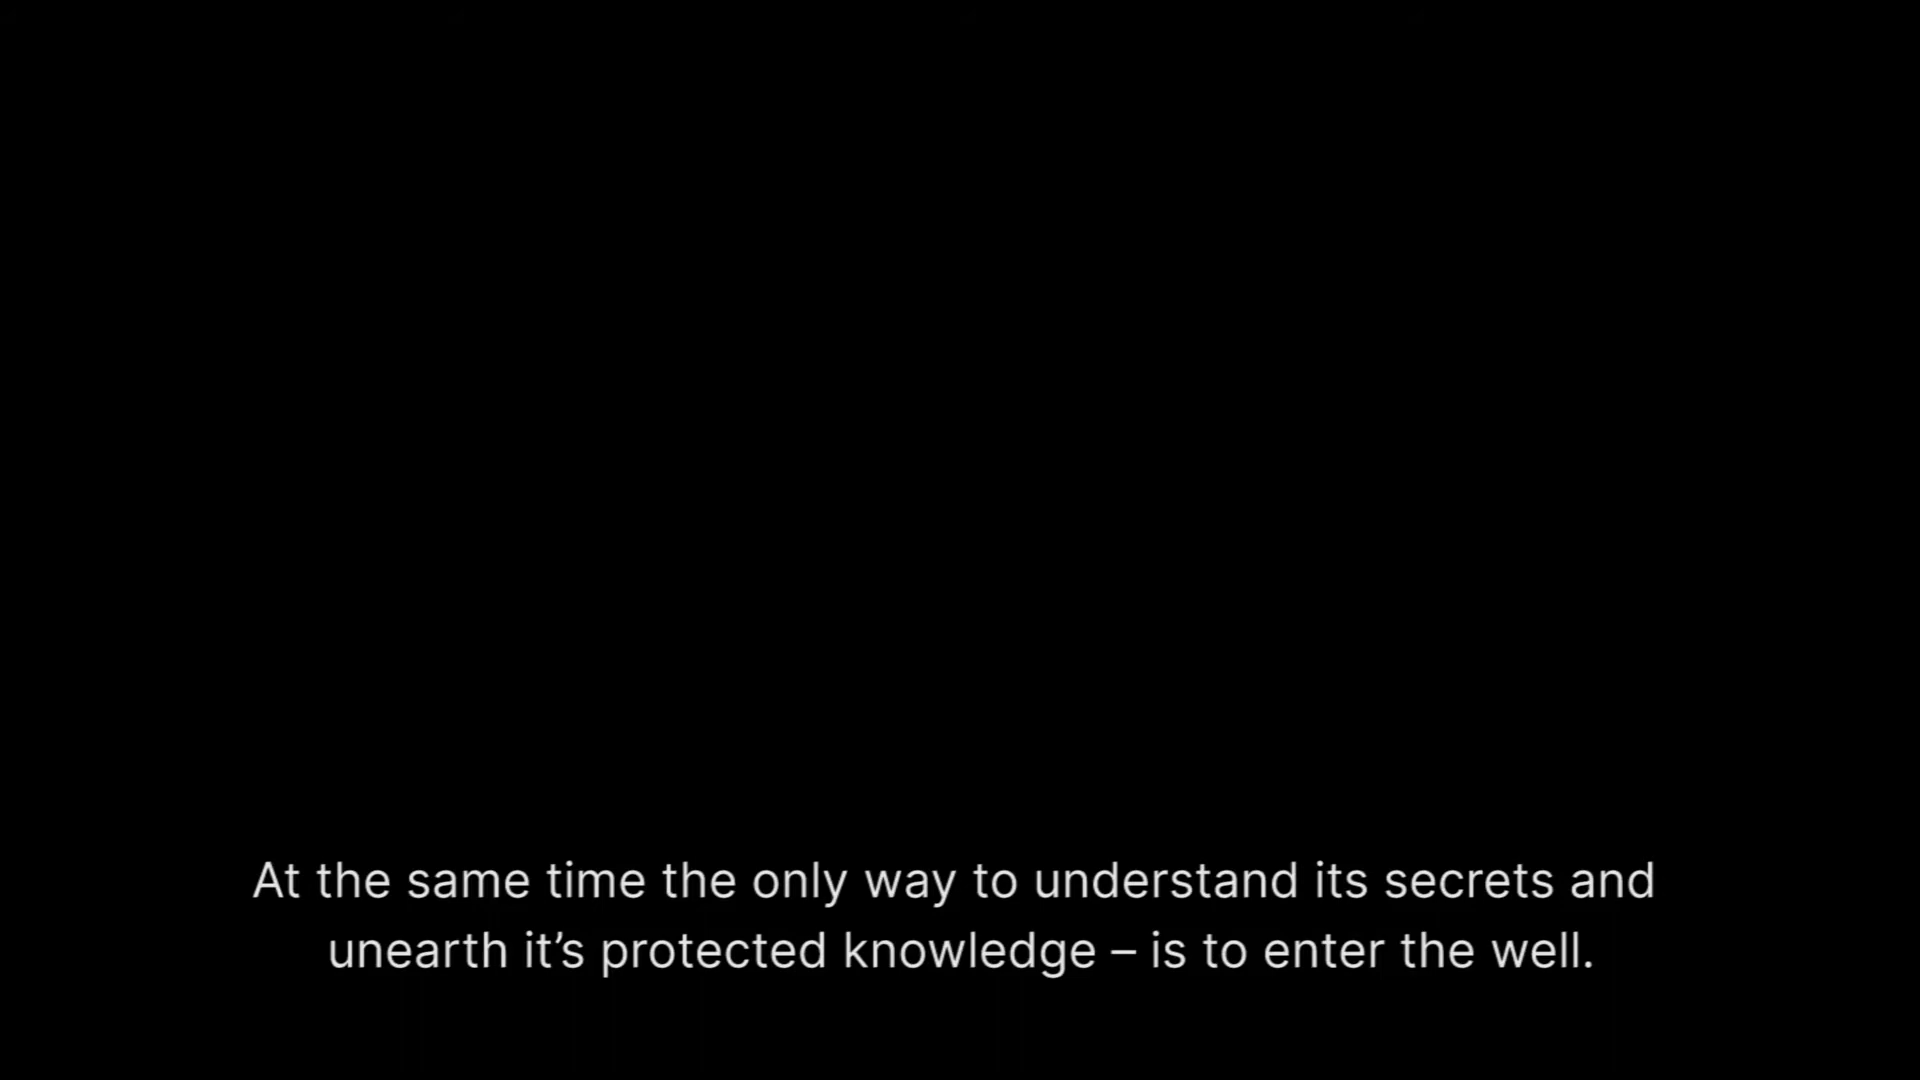 At the same time the only way to understand its secrets and
unearth it’s protected knowledge – is to enter the well.